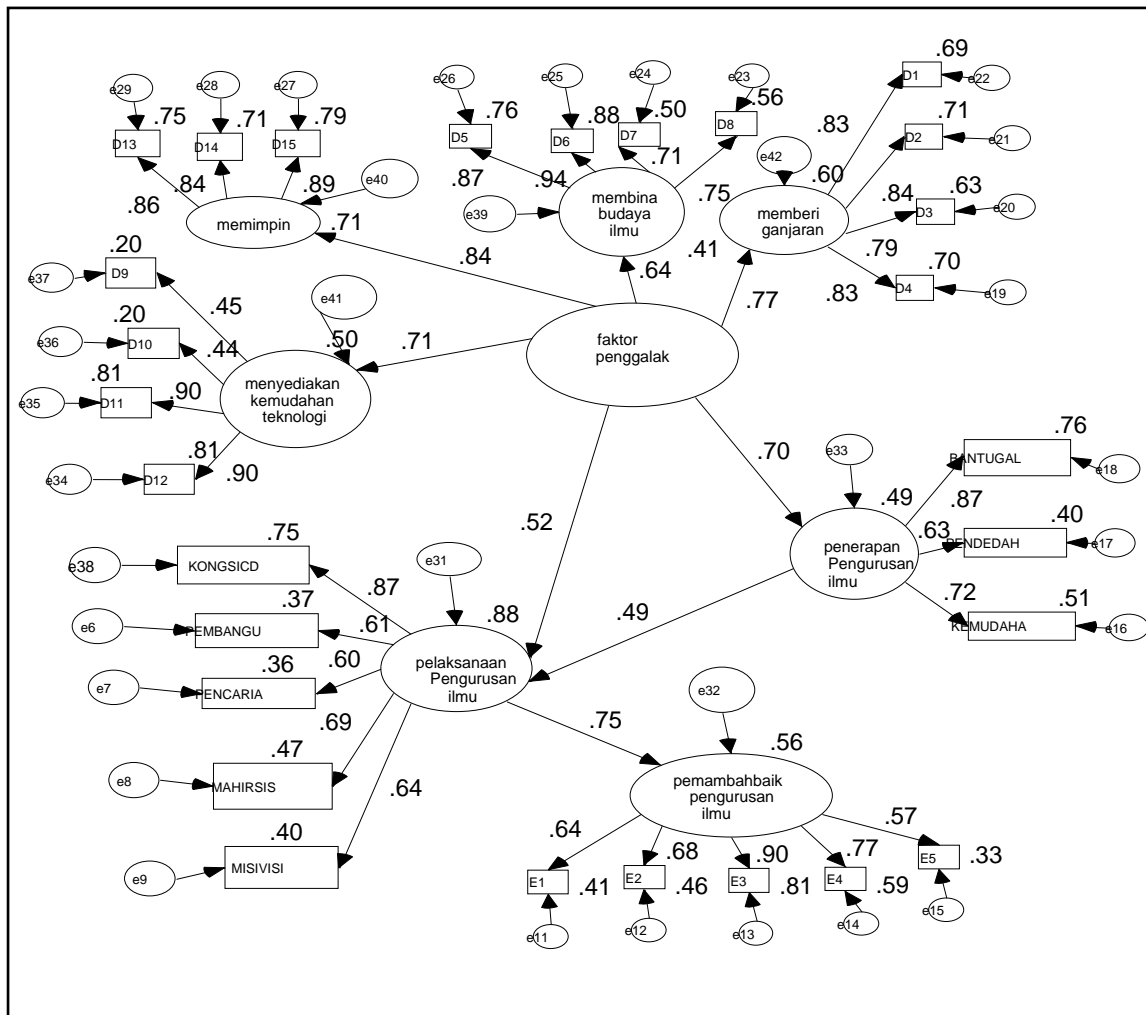 .69
e23
e24
e25
e26
e27
e28
e29
D1
e22
.56
.50
.88
.76
.79
.71
.75
.71
D8
D7
D6
D5
D15
D14
D13
.83
D2
e21
e42
.60
.71
.94
.87
.89
e40
.84
.86
.75
.84
.63
D3
e20
e39
membina
budaya
ilmu
memberi
ganjaran
memimpin
.71
.79
.70
.41
.64
.84
.83
D4
e19
.77
.20
e37
D9
e41
.45
.50
.71
faktor
penggalak
.20
e36
D10
.44
menyediakan
kemudahan
teknologi
.81
e35
D11
.90
.81
e34
D12
.90
.70
.76
e33
BANTUGAL
e18
.49
.87
.52
.40
.63
PENDEDAH
e17
penerapan
Pengurusan
ilmu
.75
e38
KONGSICD
e31
.87
.88
.49
.72
.51
KEMUDAHA
e16
.37
e6
PEMBANGU
.61
.36
e7
PENCARIA
.60
pelaksanaan
Pengurusan
ilmu
e32
.69
.75
.56
.47
e8
MAHIRSIS
.64
pemambahbaik
pengurusan
ilmu
.57
.40
e9
MISIVISI
.64
.68
.90
.77
E5
.33
E1
.41
E2
.46
E3
.81
E4
.59
e11
e12
e13
e14
e15